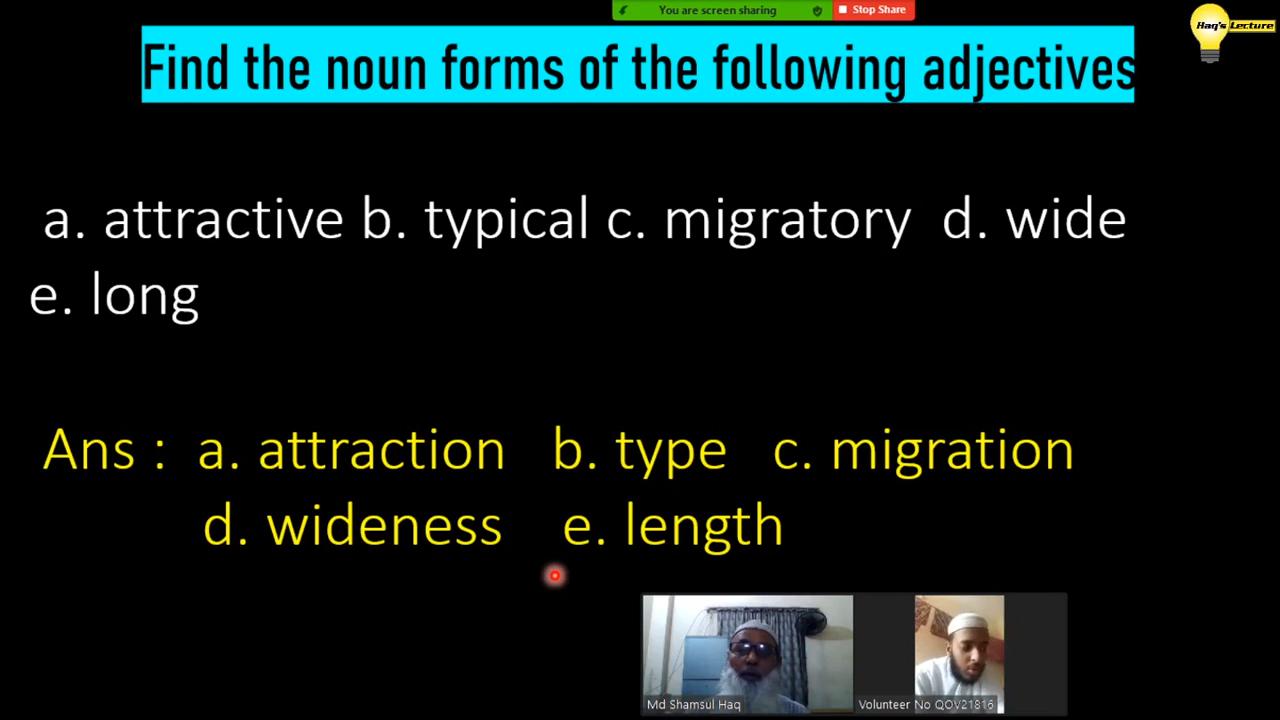 You are screen sharing
Stop Share
Haq's Lecture
Find the noun forms of the following adjectives
a. attractive b. typical c. migratory d. wide
e. long
Ans : a. attraction b. type c. migration
d. wideness e. length
Md Shamsul Haq
Volunteer No QOV21816